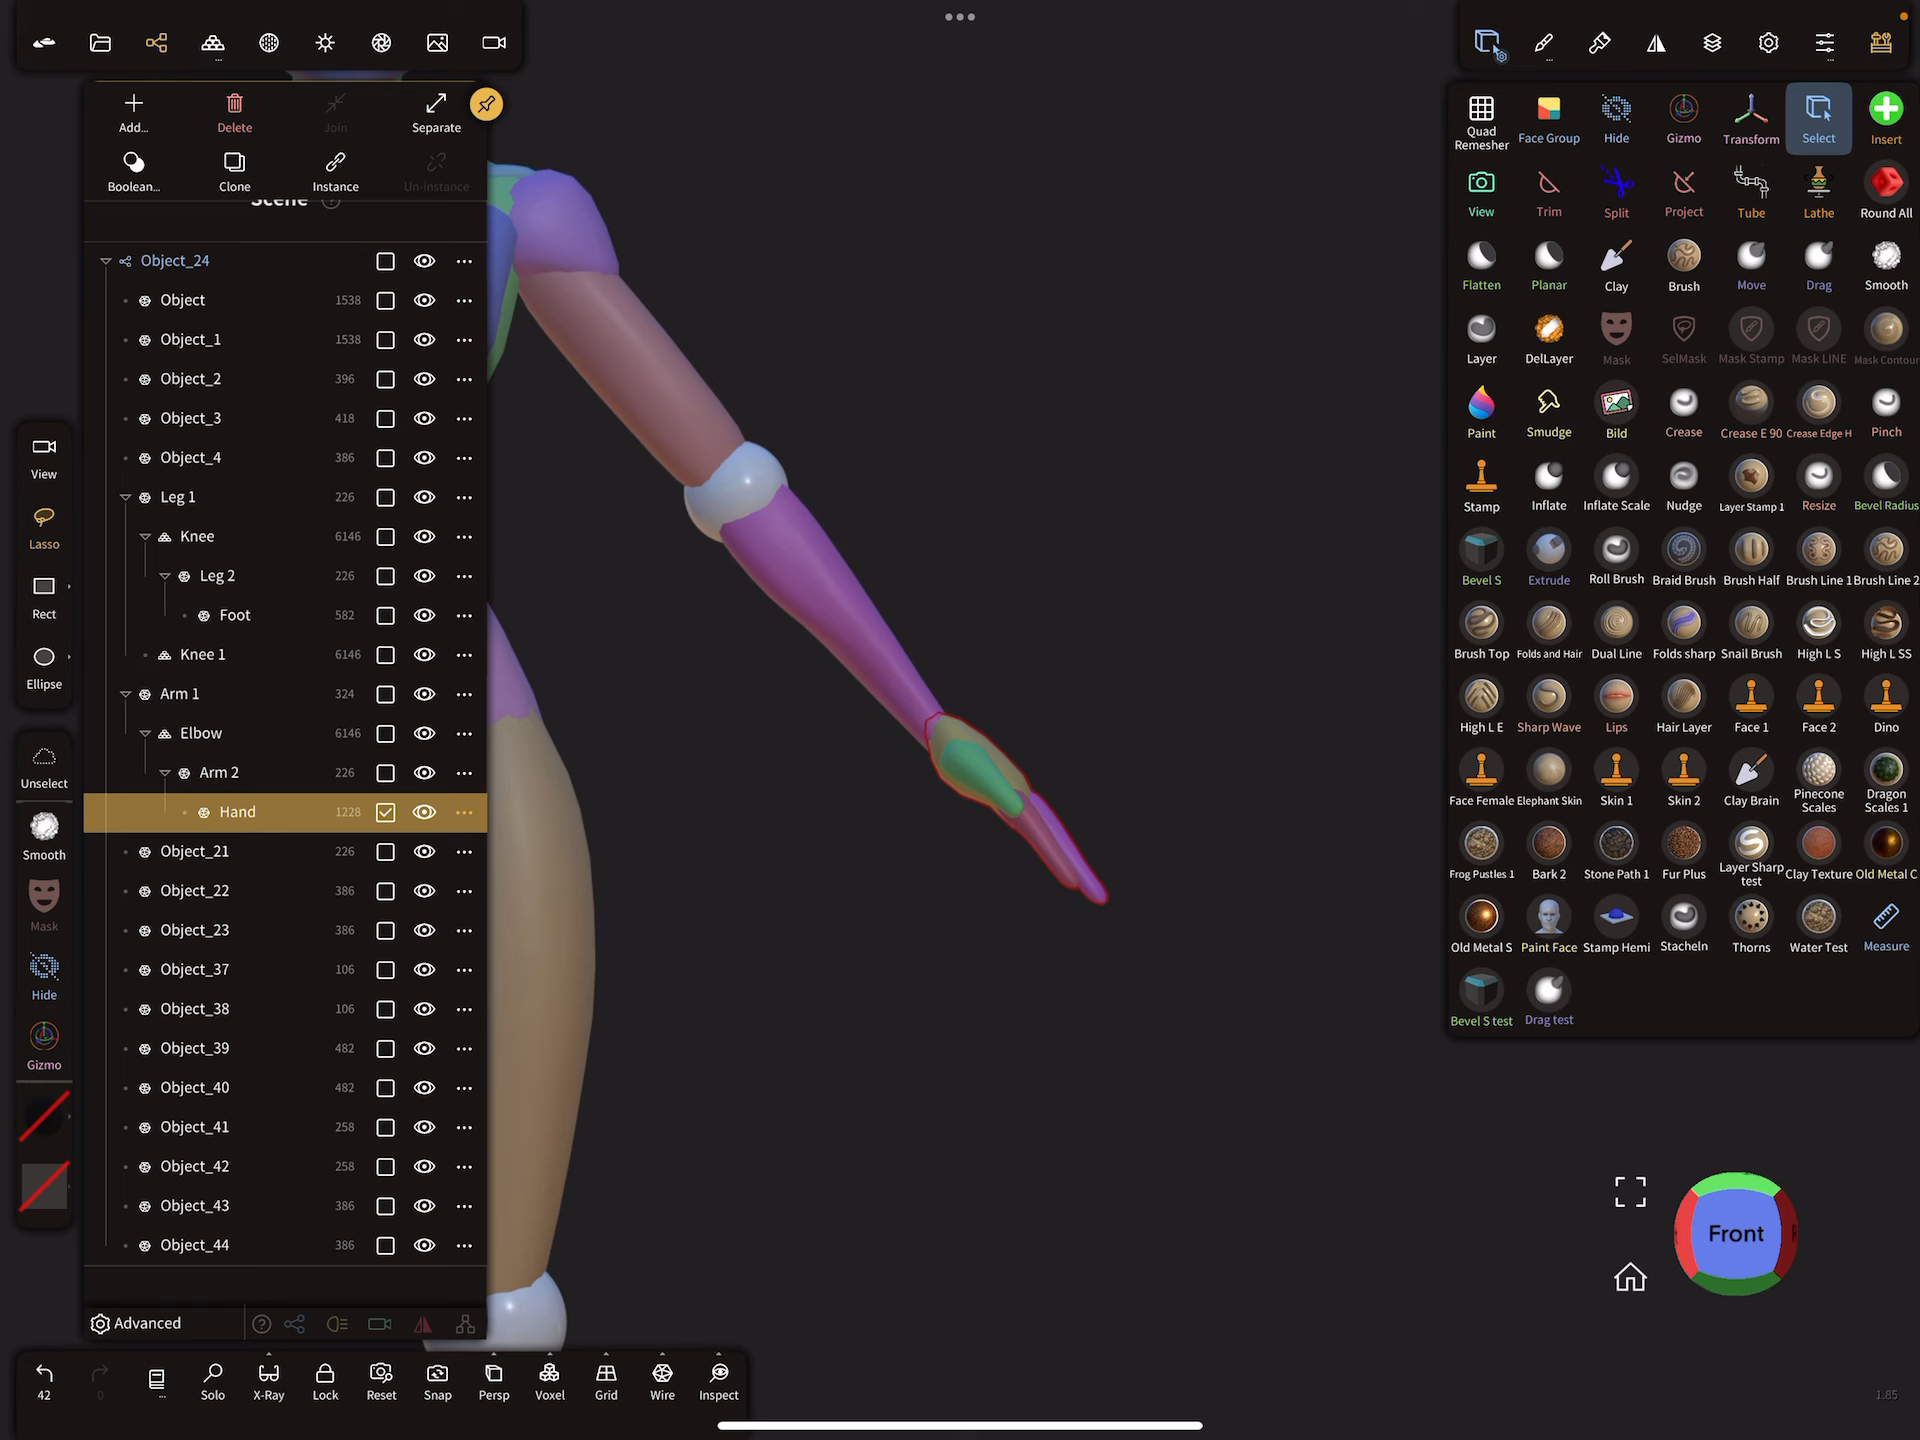 Add...
Delete
Join
Separate
Boolean...
Clone
Instance
Un-instance
Scene ?
Object_24
Object 1538
Object_1 1538
Object_2 396
Object_3 418
Object_4 386
Leg 1 226
Knee 6146
Leg 2 226
Foot 582
Knee 1 6146
Arm 1 324
Elbow 6146
Arm 2 226
Hand 1228
Object_21 226
Object_22 386
Object_23 386
Object_37 106
Object_38 106
Object_39 482
Object_40 482
Object_41 258
Object_42 258
Object_43 386
Object_44 386
Advanced
View
Lasso
Rect
Ellipse
Unselect
Smooth
Mask
Hide
Gizmo
42
0
Solo
X-Ray
Lock
Reset
Snap
Persp
Voxel
Grid
Wire
Inspect
Quad Remesher
Face Group
Hide
Gizmo
Transform
Select
Insert
View
Trim
Split
Project
Tube
Lathe
Round All
Flatten
Planar
Clay
Brush
Move
Drag
Smooth
Layer
DelLayer
Mask
SelMask
Mask Stamp
Mask LINE
Mask Contour
Paint
Smudge
Bild
Crease
Crease E 90
Crease Edge H
Pinch
Stamp
Inflate
Inflate Scale
Nudge
Layer Stamp 1
Resize
Bevel Radius
Bevel S
Extrude
Roll Brush
Braid Brush
Brush Half
Brush Line 1
Brush Line 2
Brush Top
Folds and Hair
Dual Line
Folds sharp
Snail Brush
High L S
High L SS
High L E
Sharp Wave
Lips
Hair Layer
Face 1
Face 2
Dino
Face Female
Elephant Skin
Skin 1
Skin 2
Clay Brain
Pinecone Scales
Dragon Scales 1
Frog Pustles 1
Bark 2
Stone Path 1
Fur Plus
Layer Sharp test
Clay Texture
Old Metal C
Old Metal S
Paint Face
Stamp Hemi
Stacheln
Thorns
Water Test
Measure
Bevel S test
Drag test
Front
1.85